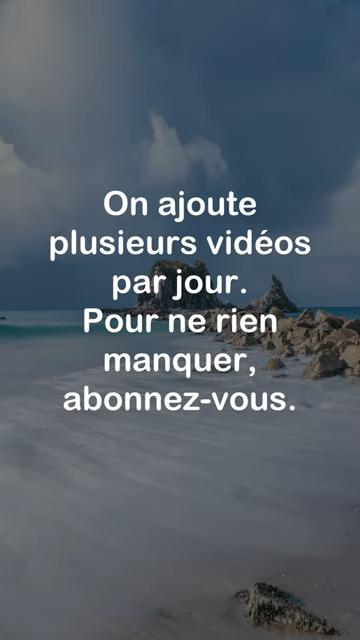 On ajoute
plusieurs vidéos
par jour.
Pour ne rien
manquer,
abonnez-vous.